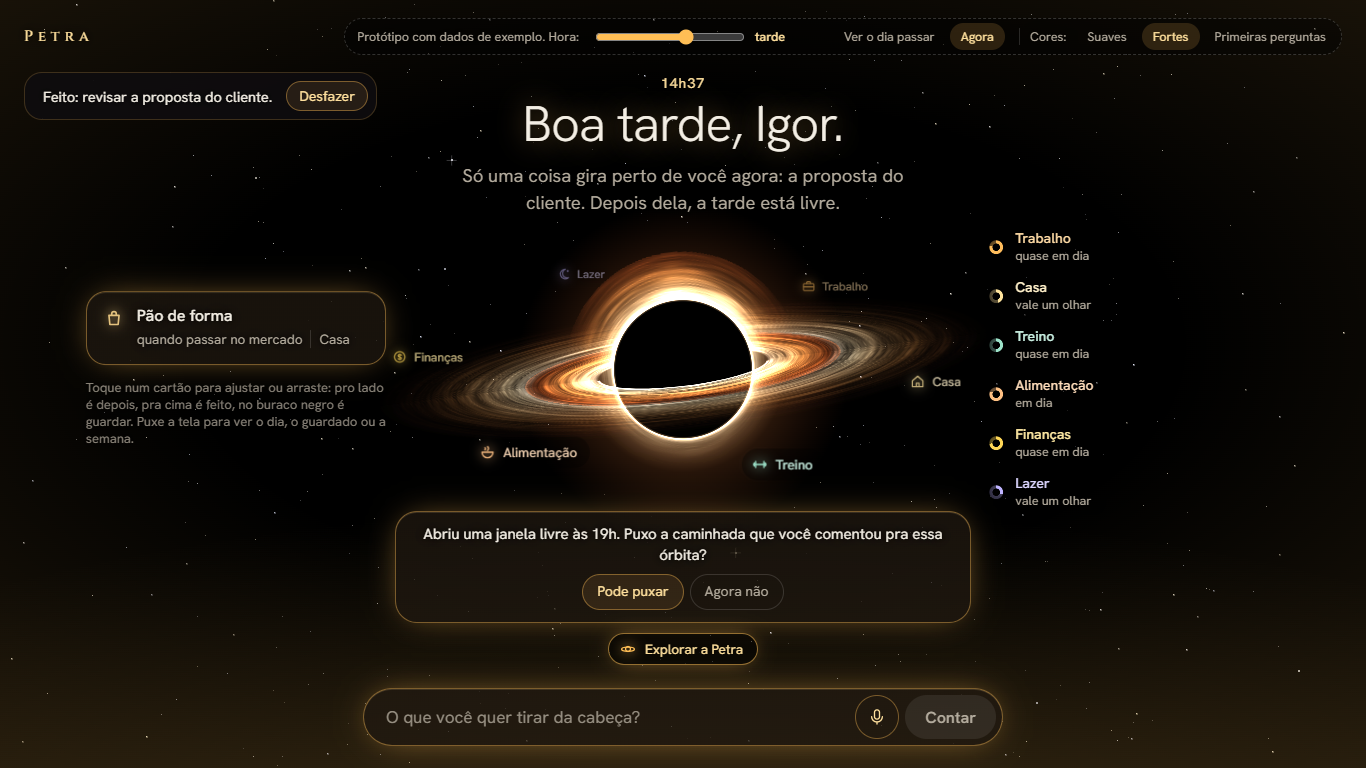 PETRA
Protótipo com dados de exemplo. Hora:
tarde
Ver o dia passar
Agora
Cores:
Suaves
Fortes
Primeiras perguntas
Feito: revisar a proposta do cliente.
Desfazer
14h37
Boa tarde, Igor.
Só uma coisa gira perto de você agora: a proposta do
cliente. Depois dela, a tarde está livre.
Pão de forma
quando passar no mercado
Casa
Toque num cartão para ajustar ou arraste: pro lado
é depois, pra cima é feito, no buraco negro é
guardar. Puxe a tela para ver o dia, o guardado ou a
semana.
Lazer
Trabalho
Finanças
Casa
Alimentação
Treino
Trabalho
quase em dia
Casa
vale um olhar
Treino
quase em dia
Alimentação
em dia
Finanças
quase em dia
Lazer
vale um olhar
Abriu uma janela livre às 19h. Puxo a caminhada que você comentou pra essa
órbita?
Pode puxar
Agora não
Explorar a Petra
O que você quer tirar da cabeça?
Contar